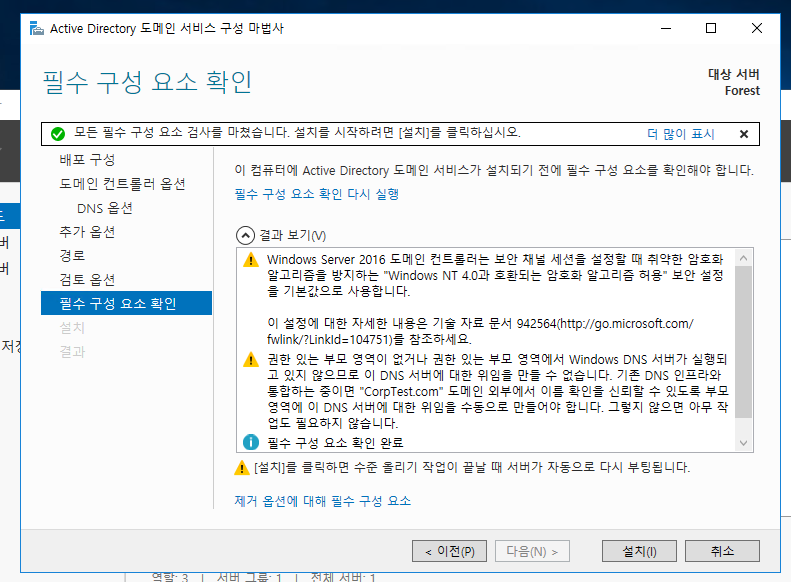 Active Directory 도메인 서비스 구성 마법사
필수 구성 요소 확인
대상 서버
Forest
모든 필수 구성 요소 검사를 마쳤습니다. 설치를 시작하려면 [설치]를 클릭하십시오.
더 많이 표시
배포 구성
도메인 컨트롤러 옵션
DNS 옵션
추가 옵션
경로
검토 옵션
필수 구성 요소 확인
설치
결과
이 컴퓨터에 Active Directory 도메인 서비스가 설치되기 전에 필수 구성 요소를 확인해야 합니다.
필수 구성 요소 확인 다시 실행
결과 보기(V)
Windows Server 2016 도메인 컨트롤러는 보안 채널 세션을 설정할 때 취약한 암호화
알고리즘을 방지하는 "Windows NT 4.0과 호환되는 암호화 알고리즘 허용" 보안 설정
을 기본값으로 사용합니다.
이 설정에 대한 자세한 내용은 기술 자료 문서 942564(http://go.microsoft.com/
fwlink/?LinkId=104751)를 참조하세요.
권한 있는 부모 영역이 없거나 권한 있는 부모 영역에서 Windows DNS 서버가 실행되
고 있지 않으므로 이 DNS 서버에 대한 위임을 만들 수 없습니다. 기존 DNS 인프라와
통합하는 중이면 "CorpTest.com" 도메인 외부에서 이름 확인을 신뢰할 수 있도록 부모
영역에 이 DNS 서버에 대한 위임을 수동으로 만들어야 합니다. 그렇지 않으면 아무 작
업도 필요하지 않습니다.
필수 구성 요소 확인 완료
[설치]를 클릭하면 수준 올리기 작업이 끝날 때 서버가 자동으로 다시 부팅됩니다.
제거 옵션에 대해 필수 구성 요소
< 이전(P)
다음(N) >
설치(I)
취소
역할: 3 | 서버 그룹: 1 | 전체 서버: 1